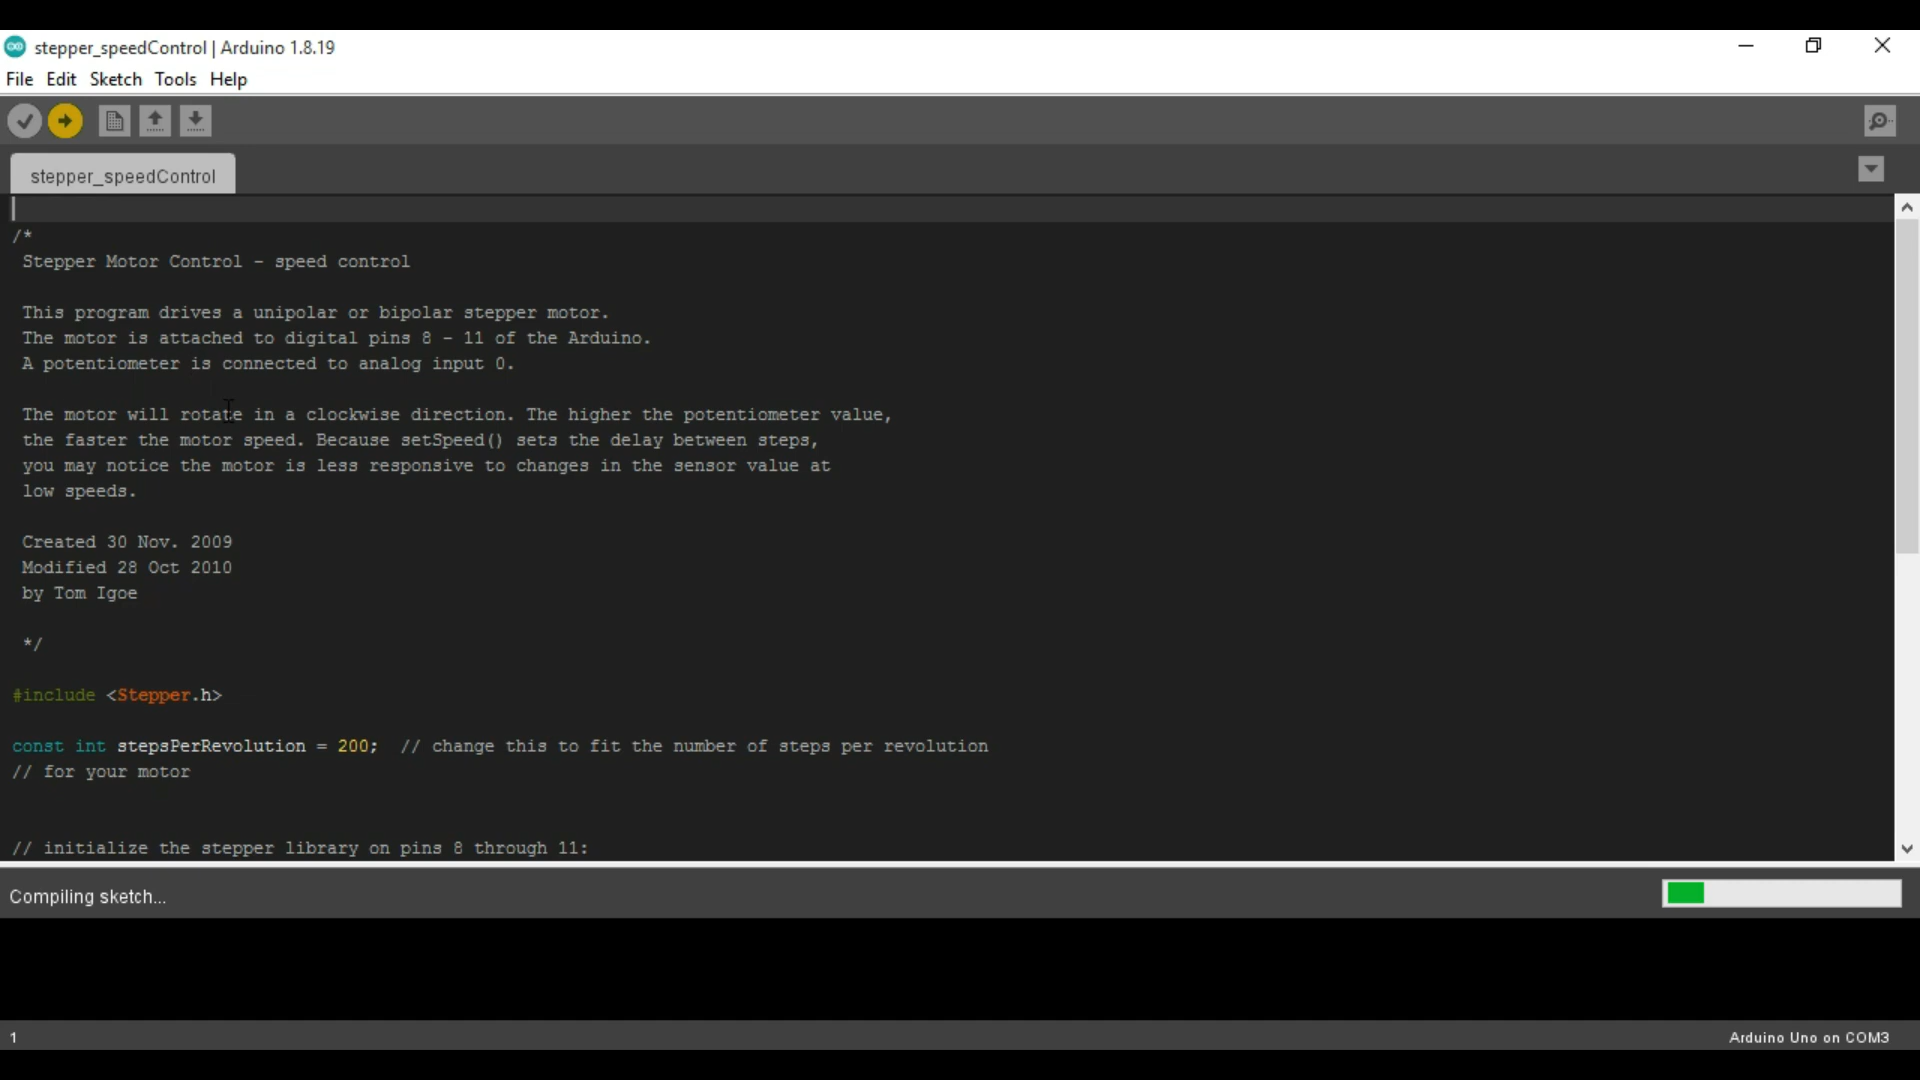 stepper_speedControl | Arduino 1.8.19
File Edit Sketch Tools Help
stepper_speedControl
/*
Stepper Motor Control - speed control
This program drives a unipolar or bipolar stepper motor.
The motor is attached to digital pins 8 - 11 of the Arduino.
A potentiometer is connected to analog input 0.
The motor will rotate in a clockwise direction. The higher the potentiometer value,
the faster the motor speed. Because setSpeed() sets the delay between steps,
you may notice the motor is less responsive to changes in the sensor value at
low speeds.
Created 30 Nov. 2009
Modified 28 Oct 2010
by Tom Igoe
*/
#include <Stepper.h>
const int stepsPerRevolution = 200;  // change this to fit the number of steps per revolution
// for your motor
// initialize the stepper library on pins 8 through 11:
Compiling sketch...
1
Arduino Uno on COM3